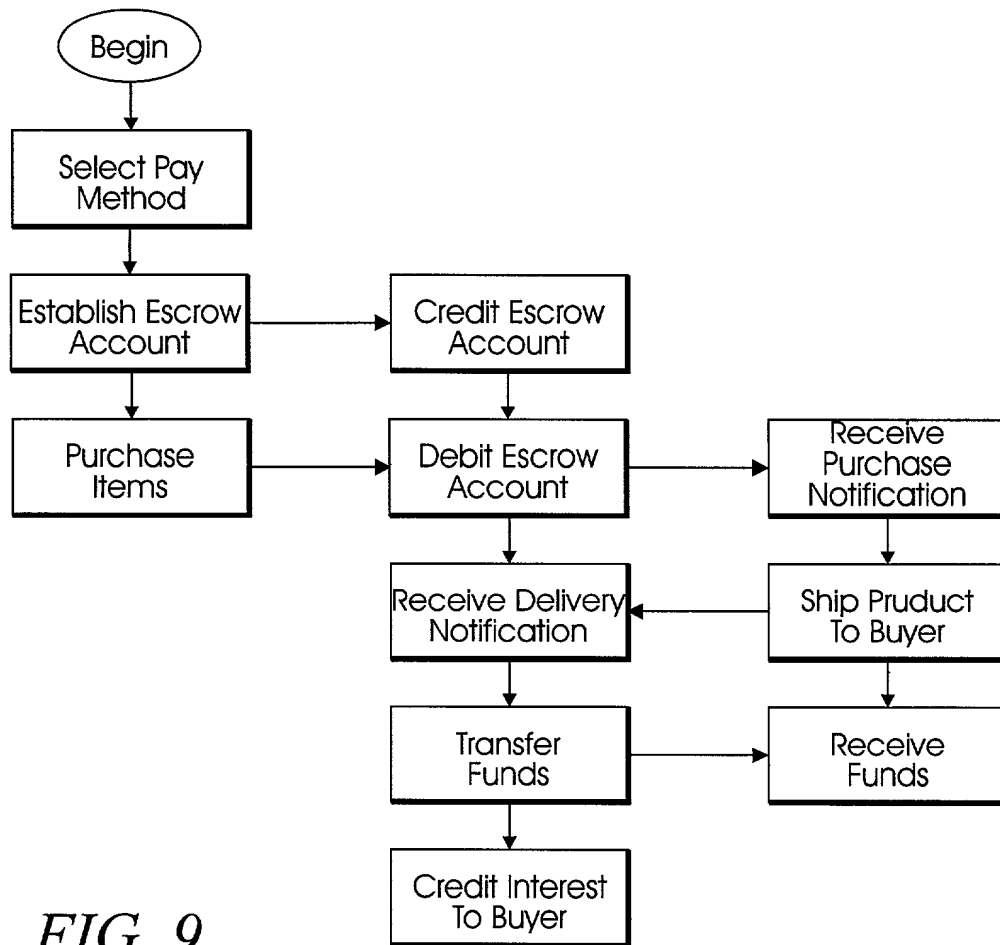 Begin
Select Pay
Method
Establish Escrow
Account
Credit Escrow
Account
Purchase
Items
Debit Escrow
Account
Receive
Purchase
Notification
Receive Delivery
Notification
Ship Pruduct
To Buyer
Transfer
Funds
Receive
Funds
Credit Interest
To Buyer
FIG. 9